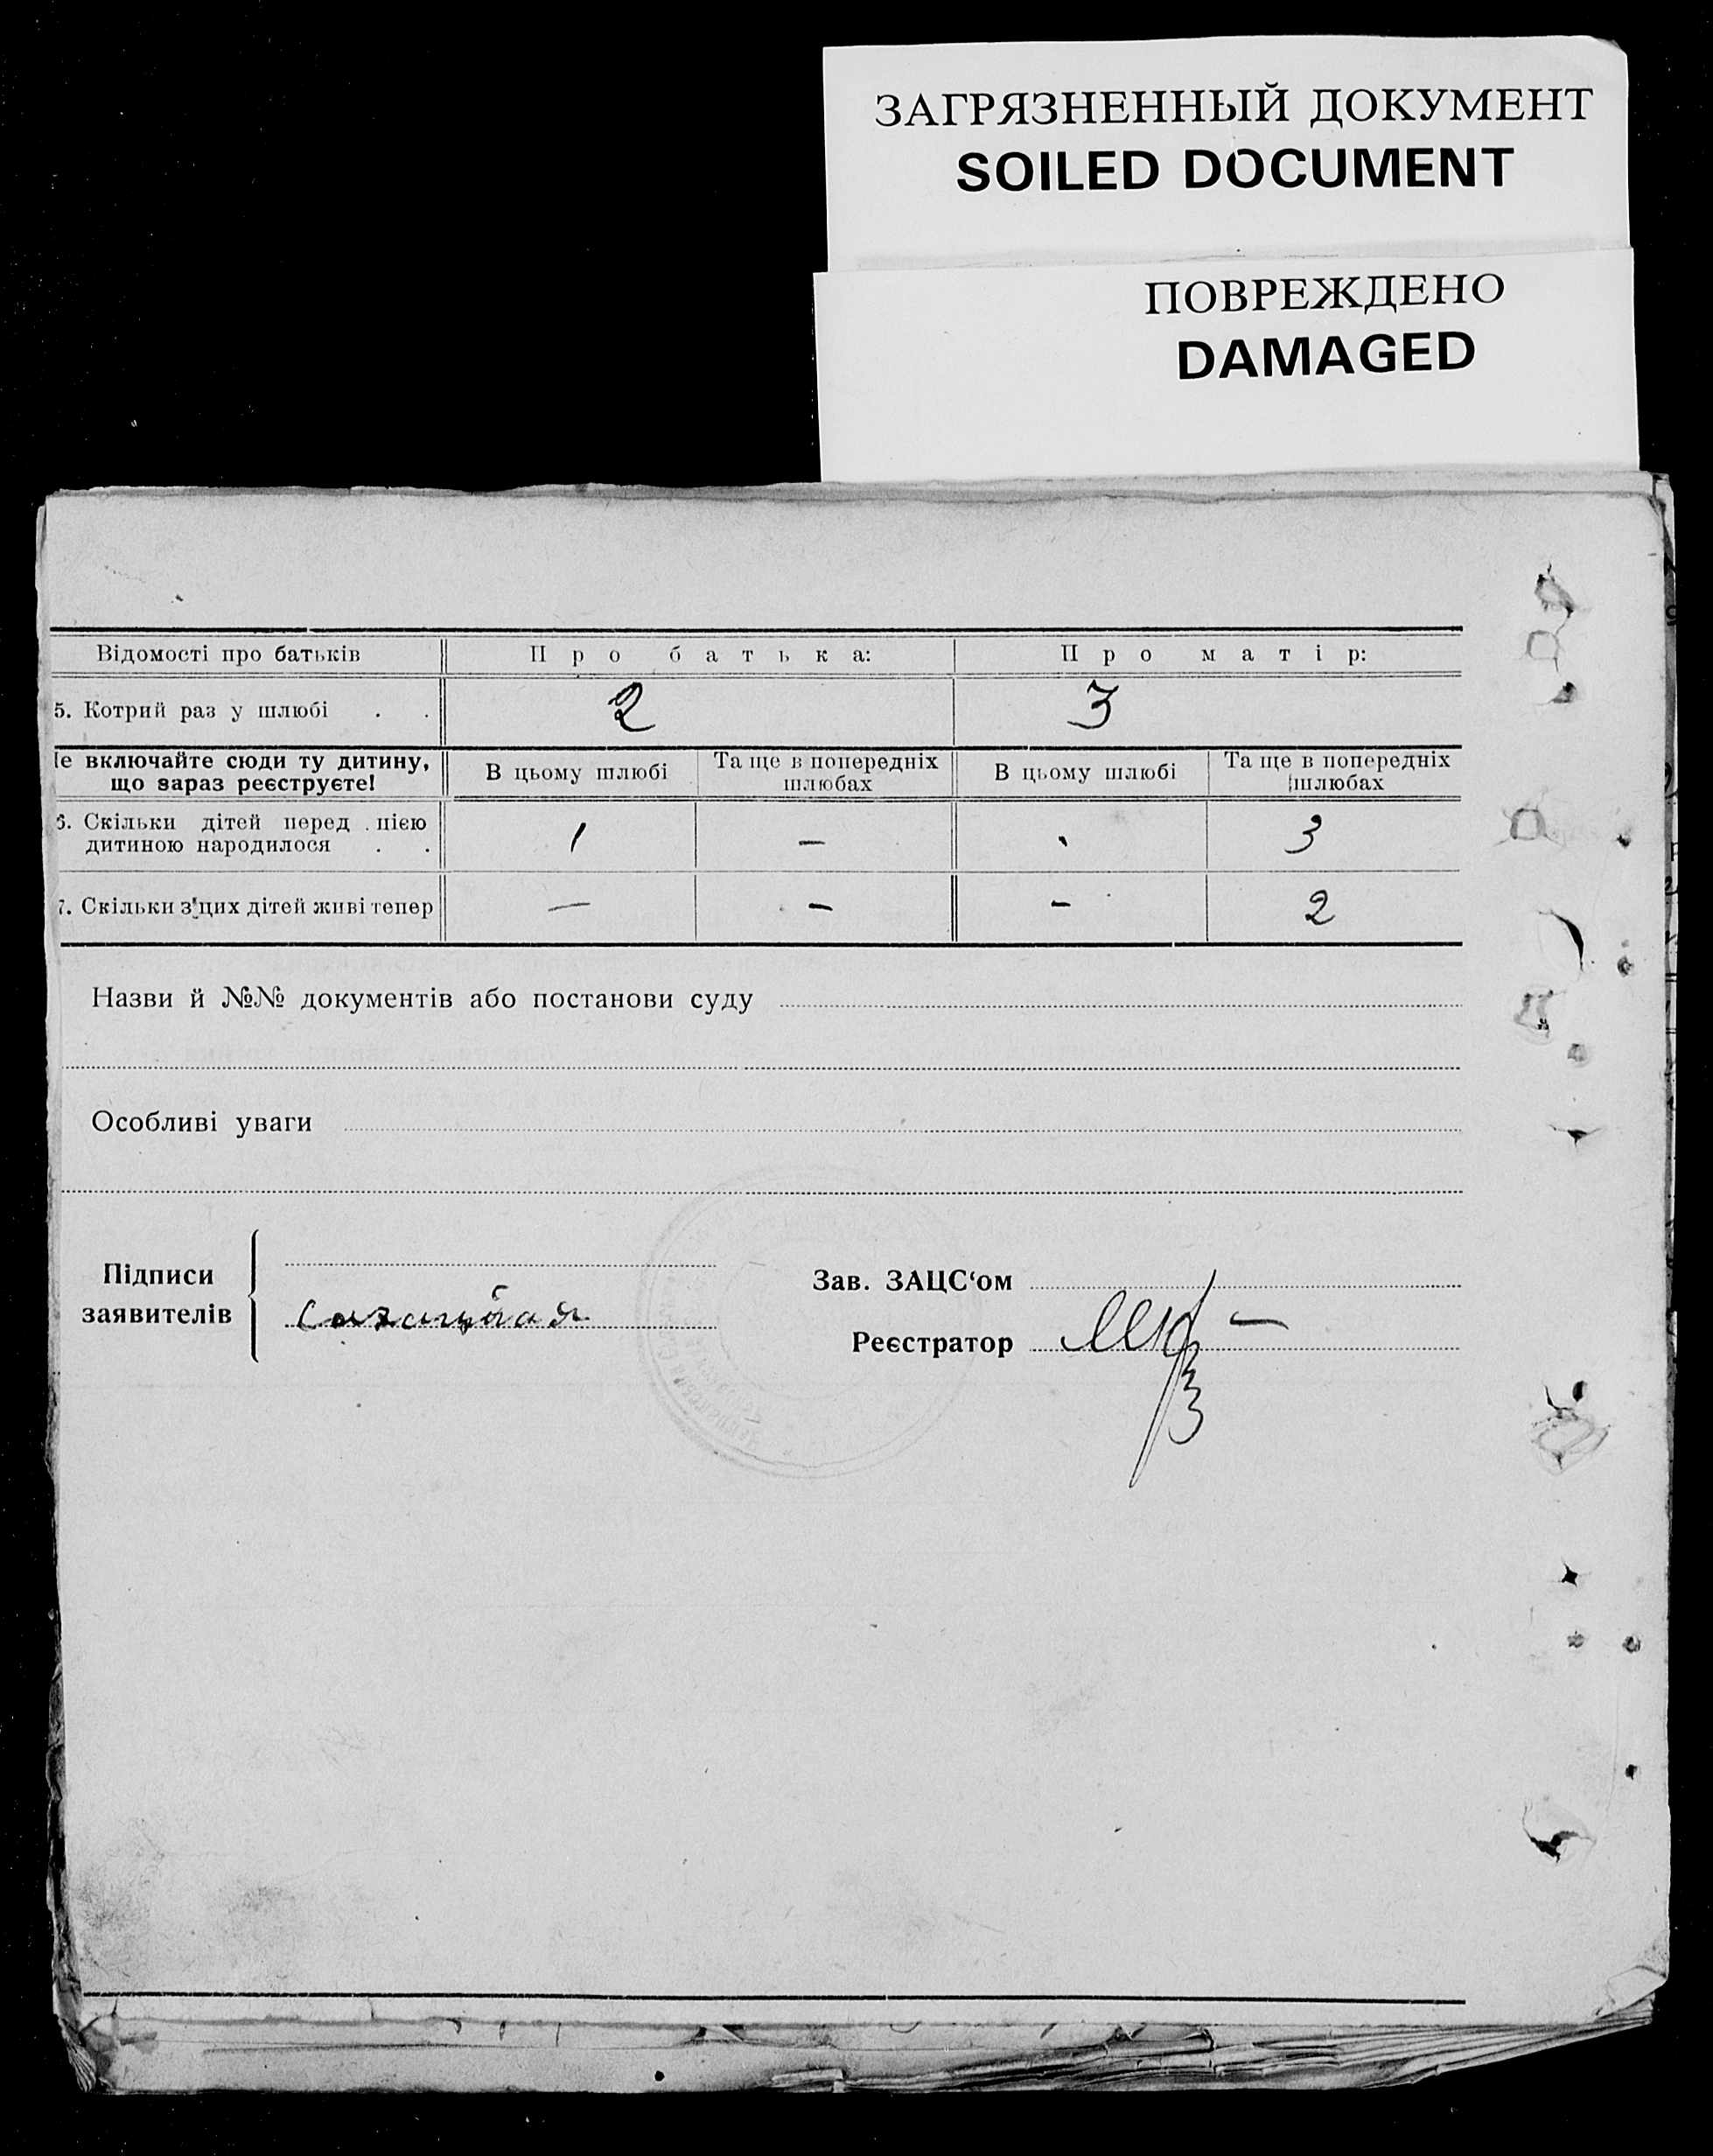 ЗАГРЯЗНЕННЫЙ ДОКУМЕНТ
SOILED DOCUMENT
ПОВРЕЖДЕНО
DAMAGED
Відомості про батьків Про батька: Про матір:
5. Котрий раз у шлюбі . . 2 3
е включайте сюди ту дитину, що зараз реєструєте! В цьому шлюбі Та ще в попередніх шлюбах В цьому шлюбі Та ще в попередніх шлюбах
6. Скільки дітей перед цією
дитиною народилося . . 1 — 3
7. Скільки з'цих дітей живі тепер — – - 2
Назви й №№ документів або постанови суду
Особливі уваги
Підписи
заявителів
Зав. ЗАЦС‘ом
Реєстратор